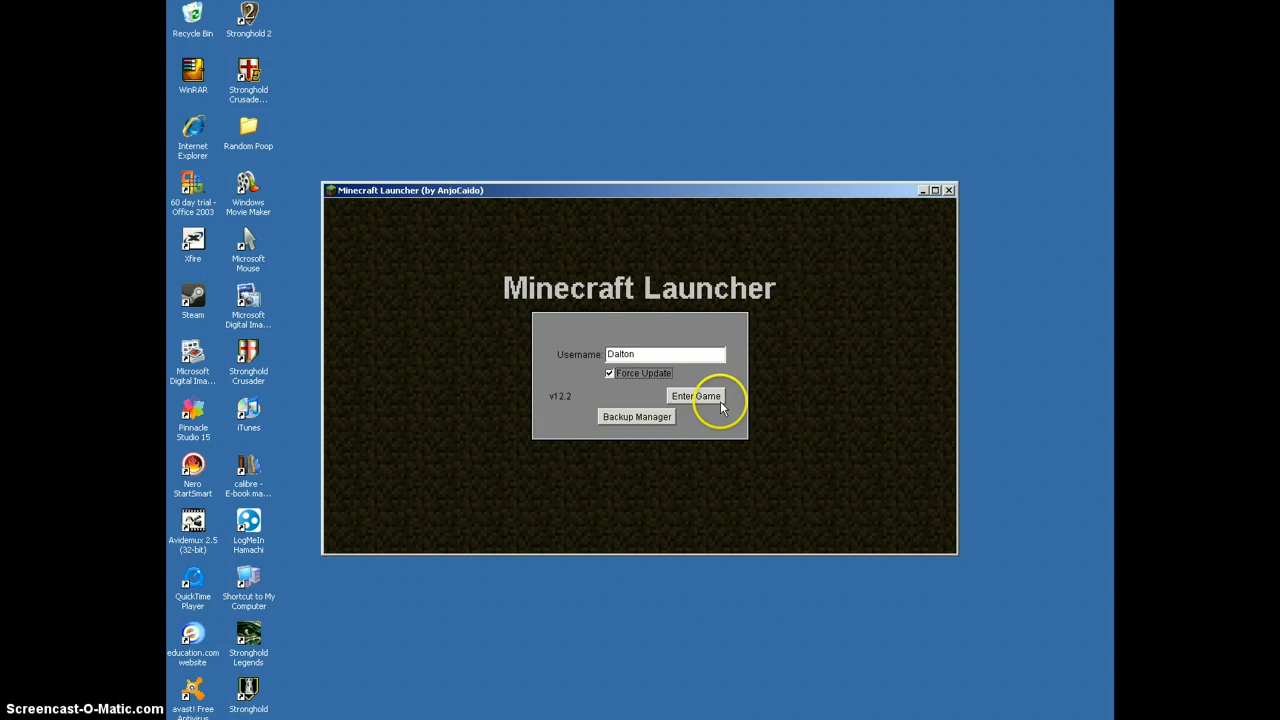 Recycle Bin
Stronghold 2
WinRAR
Stronghold
Crusade...
Internet
Explorer
Random Poop
60 day trial -
Office 2003
Windows
Movie Maker
Xfire
Microsoft
Mouse
Steam
Microsoft
Digital Ima...
Microsoft
Digital Ima...
Stronghold
Crusader
Pinnacle
Studio 15
iTunes
Nero
StartSmart
calibre -
E-book ma...
Avidemux 2.5
(32-bit)
LogMeIn
Hamachi
QuickTime
Player
Shortcut to My
Computer
education.com
website
Stronghold
Legends
avast! Free
Antivirus
Stronghold
Minecraft Launcher (by AnjoCaido)
Minecraft Launcher
Username: Dalton
Force Update
v12.2 Enter Game
Backup Manager
Screencast-O-Matic.com